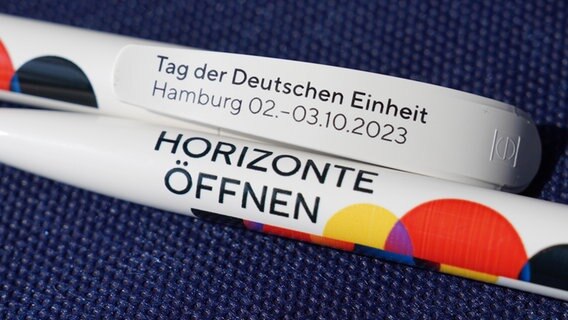 Tag der Deutschen Einheit
Hamburg 02.–03.10.2023
HORIZONTE
ÖFFNEN